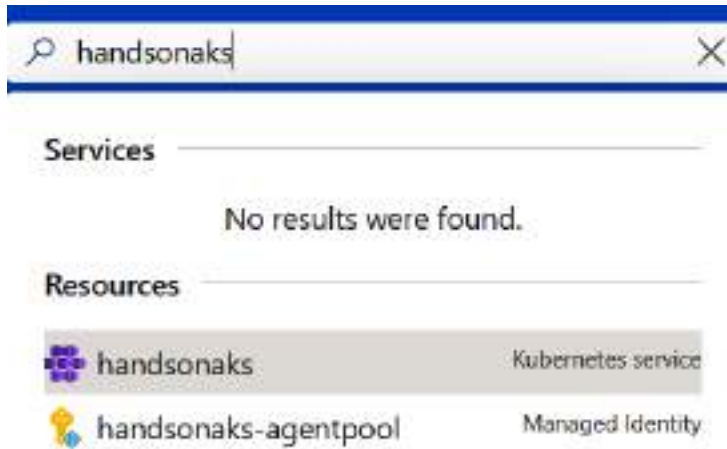 handsonaks
Services
No results were found.
Resources
handsonaks Kubernetes service
handsonaks-agentpool Managed Identity